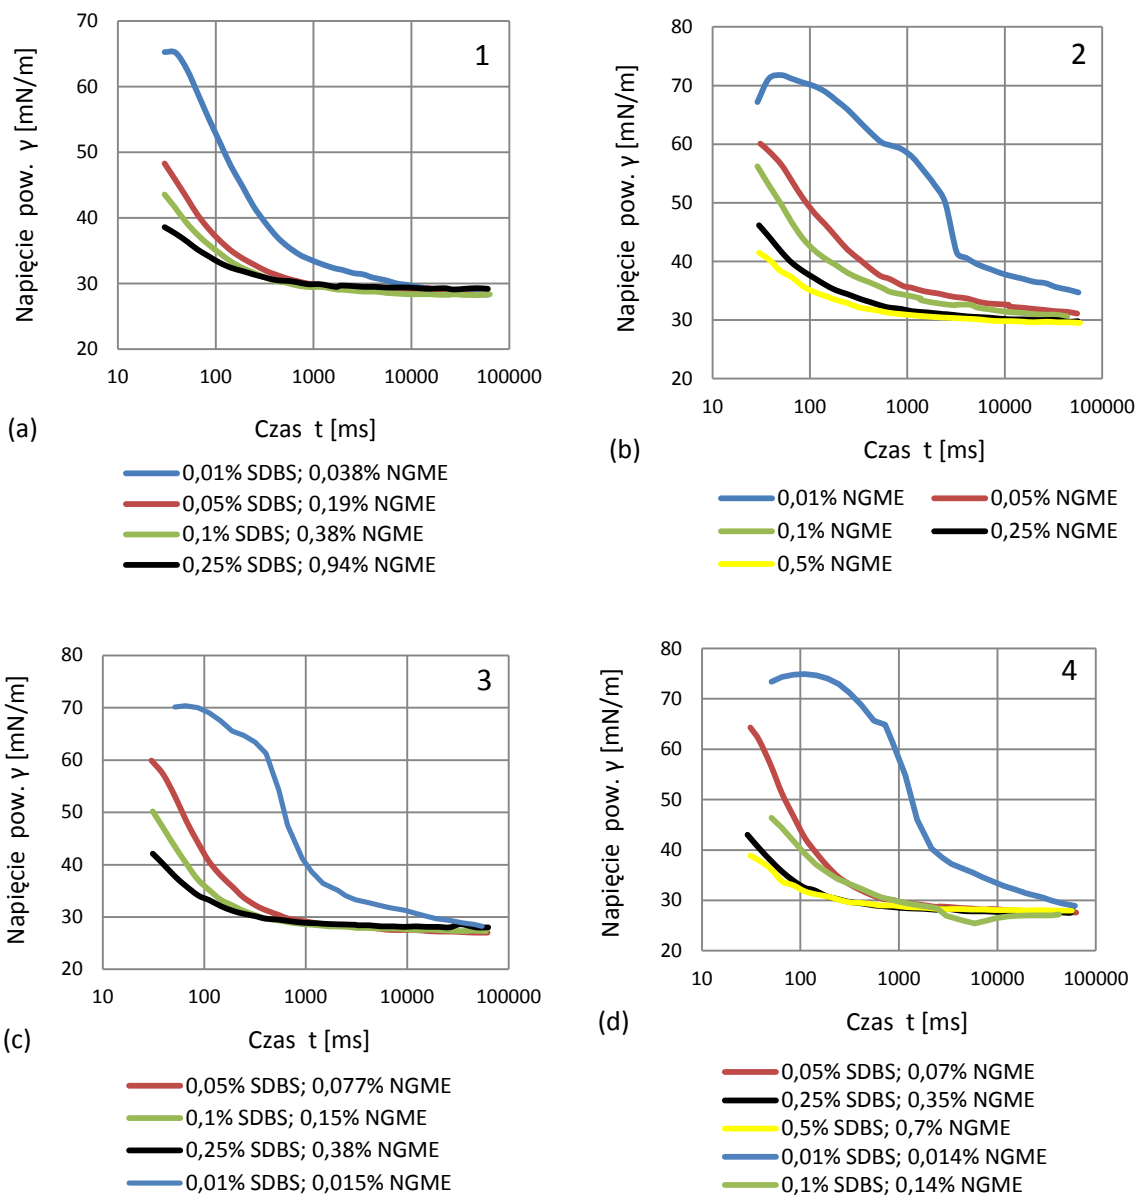 70
60
50
40
30
20
10 100 1000 10000 100000
Napięcie pow. γ [mN/m]
1
(a)
Czas t [ms]
0,01% SDBS; 0,038% NGME
0,05% SDBS; 0,19% NGME
0,1% SDBS; 0,38% NGME
0,25% SDBS; 0,94% NGME
80
70
60
50
40
30
20
10 100 1000 10000 100000
Napięcie pow. γ [mN/m]
2
(b)
Czas t [ms]
0,01% NGME 0,05% NGME
0,1% NGME 0,25% NGME
0,5% NGME
80
70
60
50
40
30
20
10 100 1000 10000 100000
Napięcie pow. γ [mN/m]
3
(c)
Czas t [ms]
0,05% SDBS; 0,077% NGME
0,1% SDBS; 0,15% NGME
0,25% SDBS; 0,38% NGME
0,01% SDBS; 0,015% NGME
80
70
60
50
40
30
20
10 100 1000 10000 100000
Napięcie pow. γ [mN/m]
4
(d)
Czas t [ms]
0,05% SDBS; 0,07% NGME
0,25% SDBS; 0,35% NGME
0,5% SDBS; 0,7% NGME
0,01% SDBS; 0,014% NGME
0,1% SDBS; 0,14% NGME